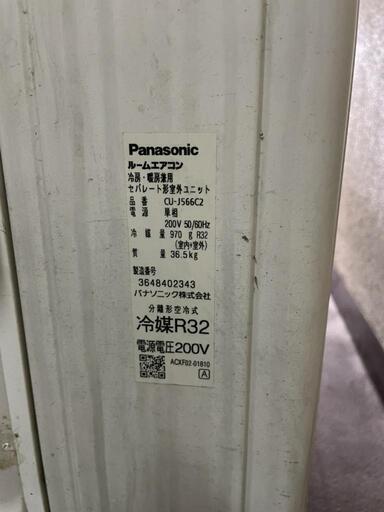 Panasonic
ルームエアコン
冷房・暖房兼用
セパレート形室外ユニット
品番 CU-J566C2
電源 単相
200V 50/60Hz
冷媒量 970 g R32
(室内+室外)
質量 36.5kg
製造番号
3648402343
パナソニック株式会社
分離形空冷式
冷媒R32
電源電圧200V
ACXF02-01810
A